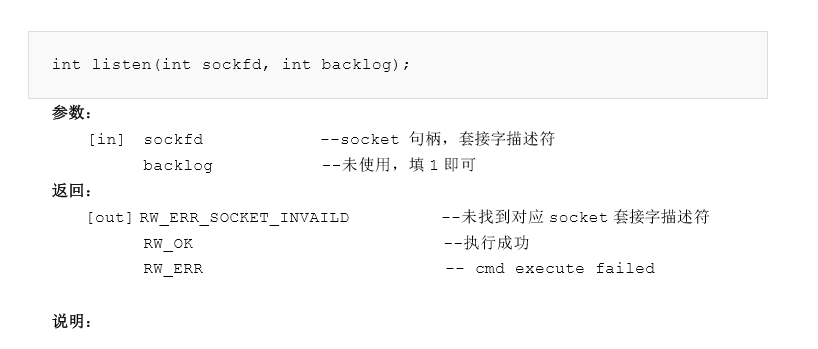 int listen(int sockfd, int backlog);
参数：
[in] sockfd --socket 句柄，套接字描述符
backlog --未使用，填 1 即可
返回：
[out] RW_ERR_SOCKET_INVAILD --未找到对应 socket 套接字描述符
RW_OK --执行成功
RW_ERR -- cmd execute failed
说明：